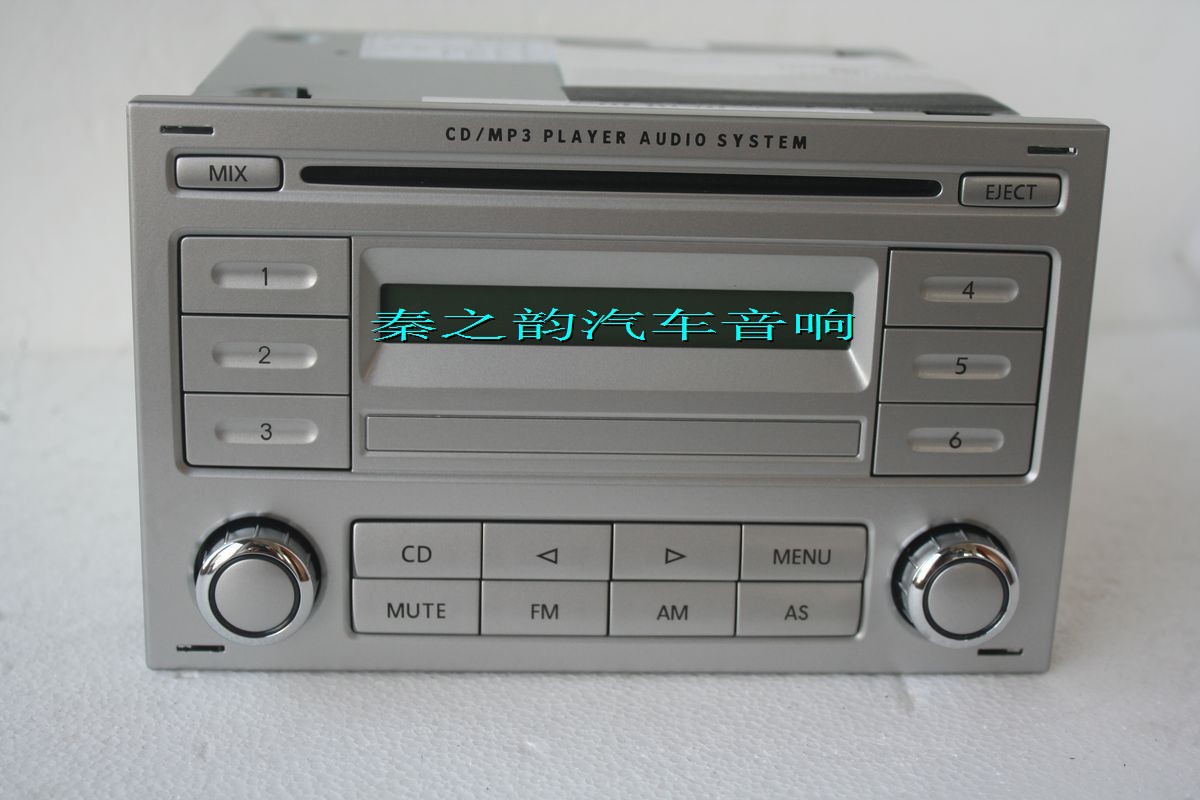 CD/MP3 PLAYER AUDIO SYSTEM
MIX
EJECT
1
4
秦之韵汽车音响
2
5
3
6
CD
MENU
MUTE
FM
AM
AS